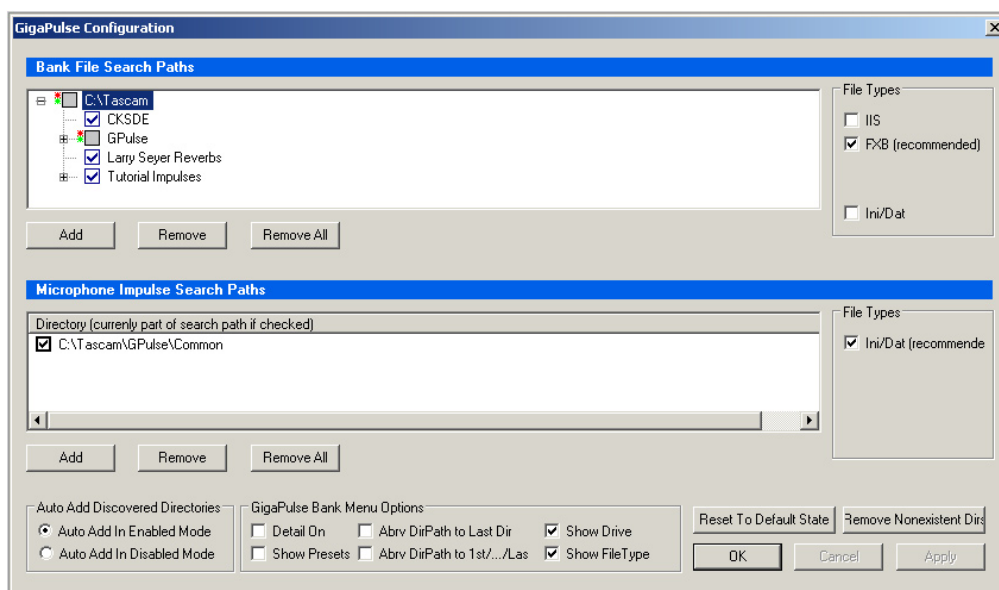 GigaPulse Configuration
Bank File Search Paths
C:\Tascam
CKSDE
GPulse
Larry Seyer Reverbs
Tutorial Impulses
File Types
IIS
FXB (recommended)
Ini/Dat
Add Remove Remove All
Microphone Impulse Search Paths
Directory (currenly part of search path if checked)
C:\Tascam\GPulse\Common
File Types
Ini/Dat (recommende
Add Remove Remove All
Auto Add Discovered Directories
Auto Add In Enabled Mode
Auto Add In Disabled Mode
GigaPulse Bank Menu Options
Detail On Abrv DirPath to Last Dir Show Drive
Show Presets Abrv DirPath to 1st/.../Las Show FileType
Reset To Default State Remove Nonexistent Dirs
OK Cancel Apply